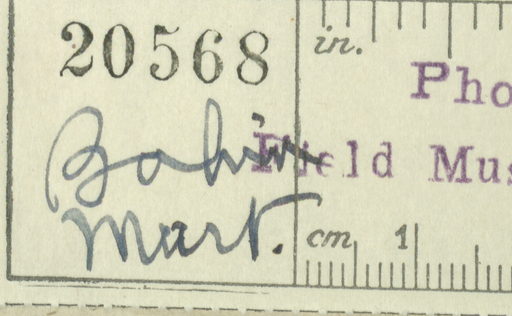 20568
in.
Pho
Bahia
Field Mus
Mart.
cm 1